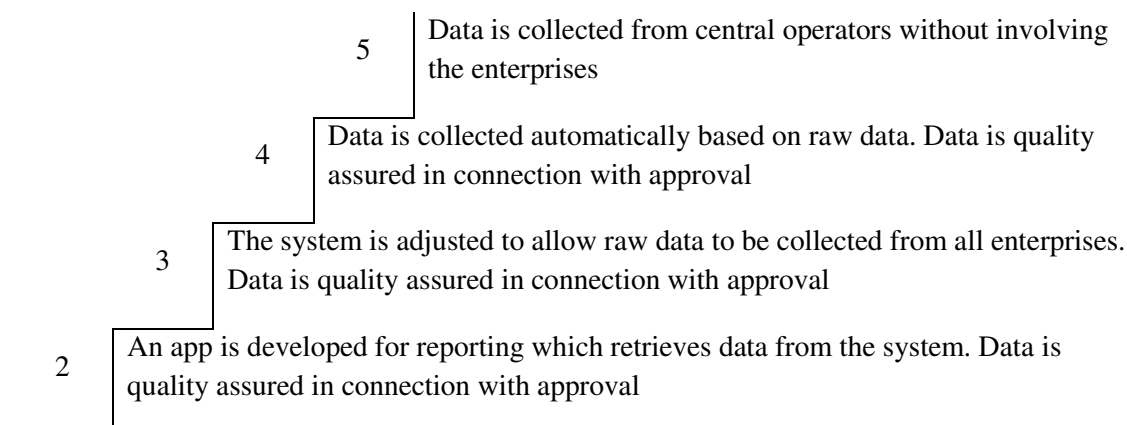 5
Data is collected from central operators without involving
the enterprises
4
Data is collected automatically based on raw data. Data is quality
assured in connection with approval
3
The system is adjusted to allow raw data to be collected from all enterprises.
Data is quality assured in connection with approval
2
An app is developed for reporting which retrieves data from the system. Data is
quality assured in connection with approval